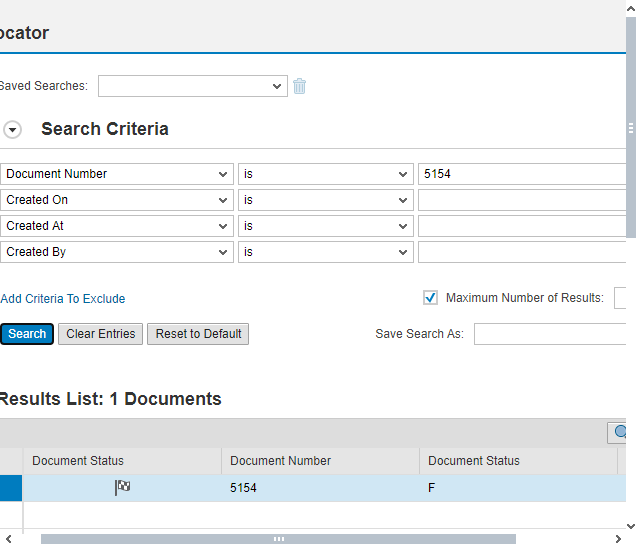 ocator
Saved Searches:
Search Criteria
Document Number is 5154
Created On is
Created At is
Created By is
Add Criteria To Exclude Maximum Number of Results:
Search Clear Entries Reset to Default Save Search As:
Results List: 1 Documents
Document Status Document Number Document Status
5154 F